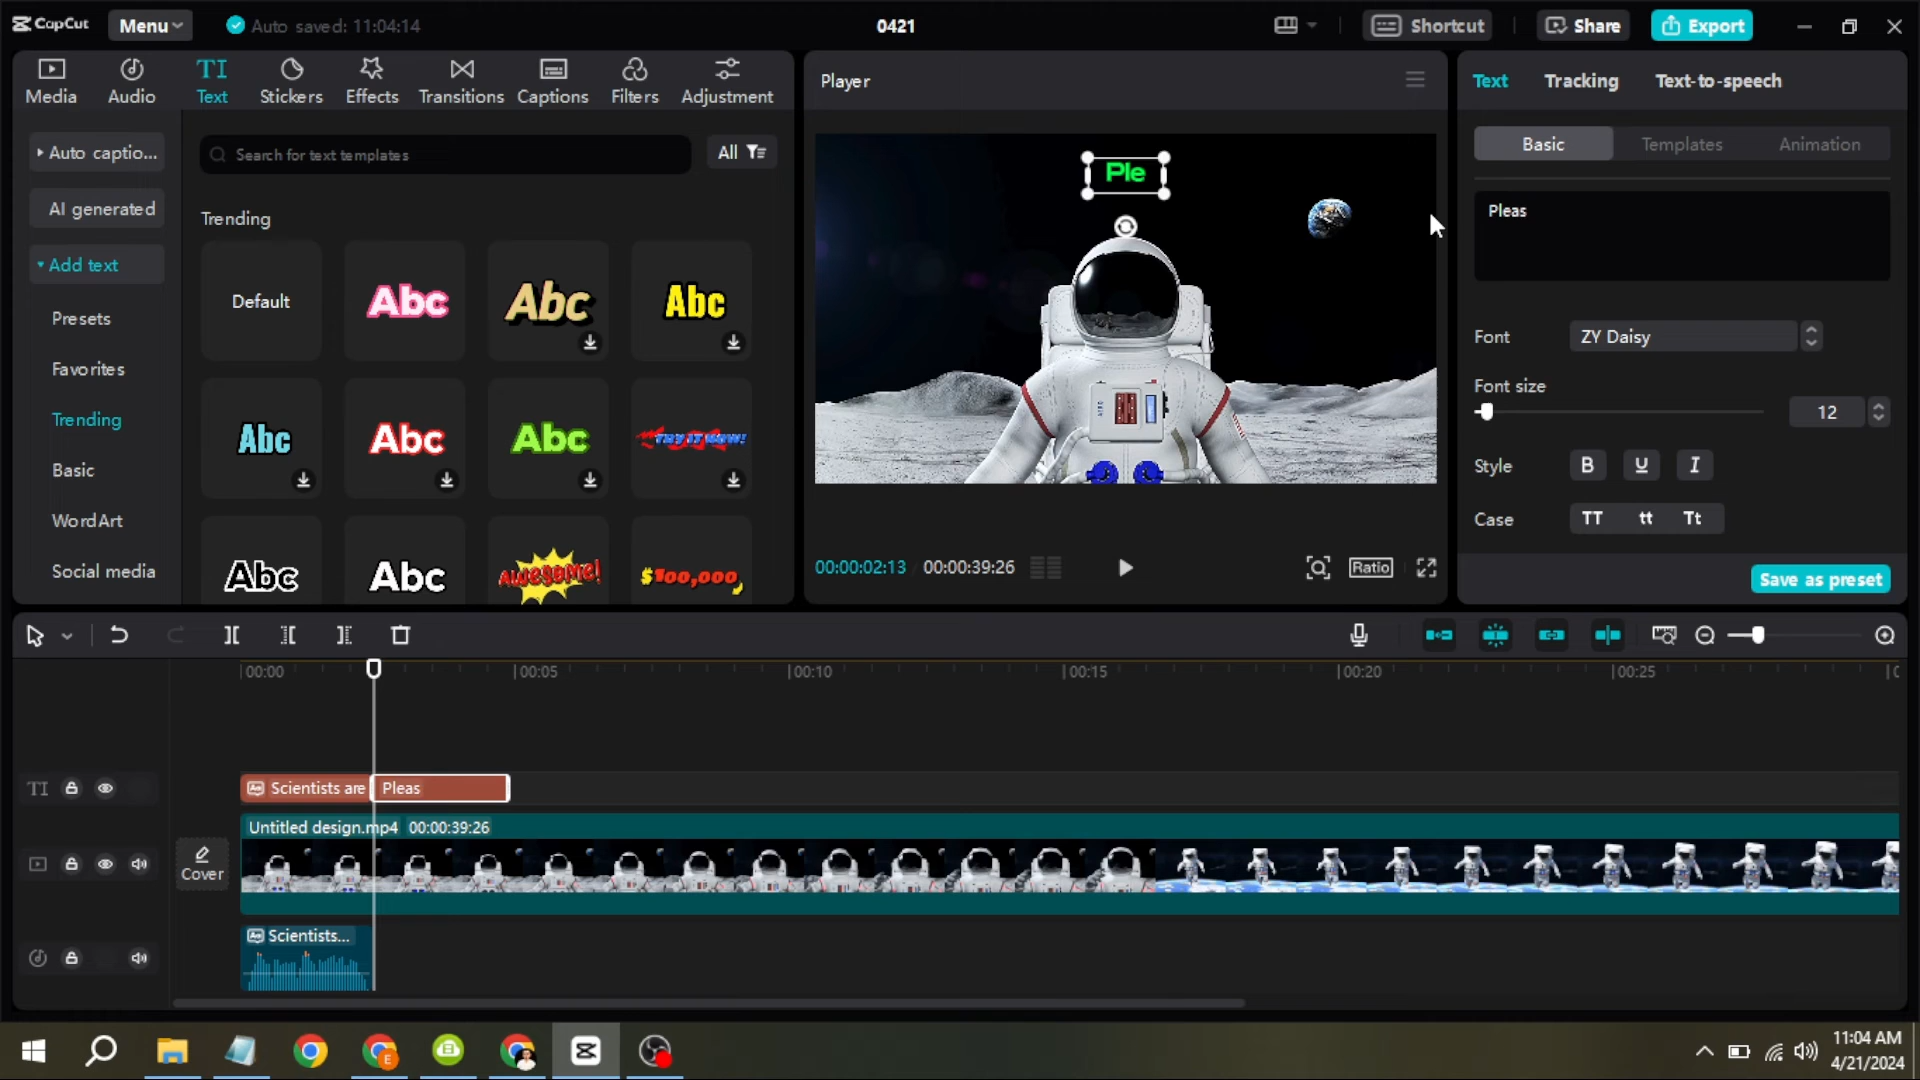 CapCut
Menu
Auto saved: 11:04:14
0421
Shortcut
Share
Export
Media
Audio
TI
Text
Stickers
Effects
Transitions
Captions
Filters
Adjustment
Player
Text
Tracking
Text-to-speech
Auto captio...
Search for text templates
All
Basic
Templates
Animation
AI generated
Trending
Ple
Pleas
Add text
Default
Abc
Abc
Abc
Presets
Font
ZY Daisy
Favorites
Font size
12
Trending
Abc
Abc
Abc
TRY IT NOW!
Basic
Style
B
U
I
WordArt
Case
TT
tt
Tt
Social media
Abc
Abc
AWESOME!
$100,000
00:00:02:13
00:00:39:26
Ratio
Save as preset
00:00
00:05
00:10
00:15
00:20
00:25
TI
Scientists are
Pleas
Untitled design.mp4 00:00:39:26
Cover
Scientists...
11:04 AM
4/21/2024